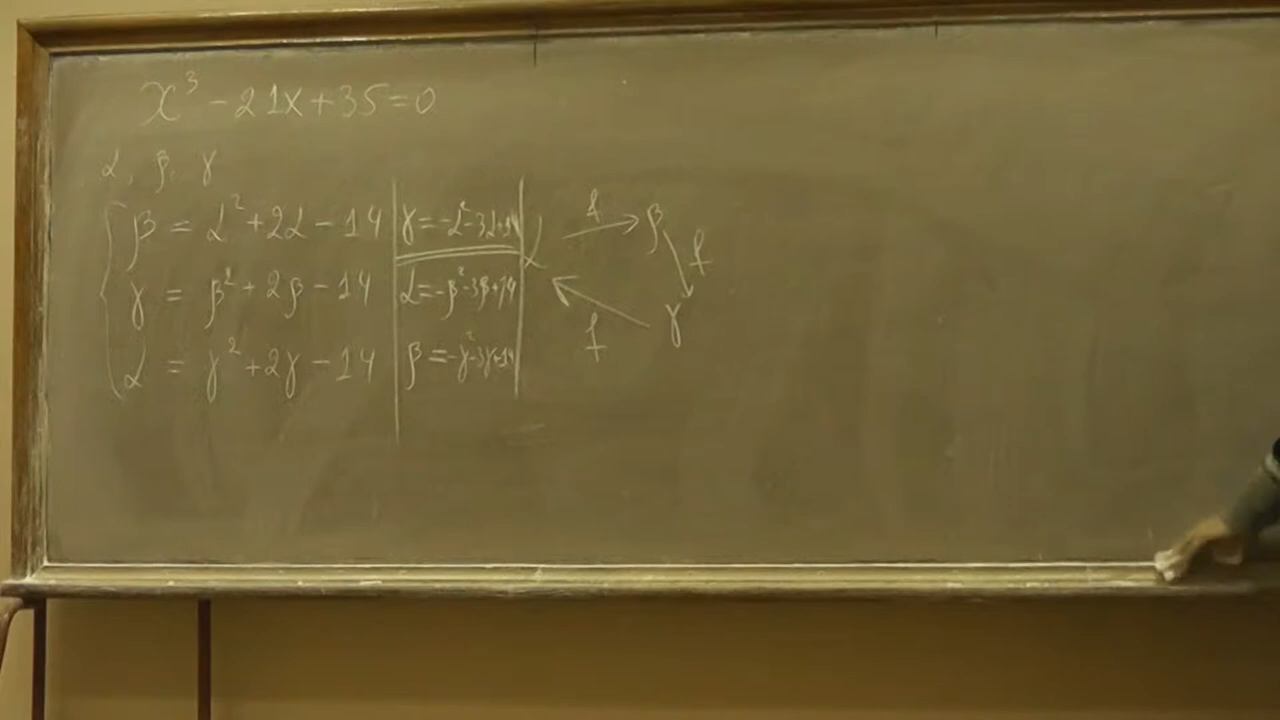 x³ - 21x + 35 = 0
α, β, γ
β = α² + 2α - 14 | γ = -α² - 3α + 14 | α →f β
γ = β² + 2β - 14 | α = -β² - 3β + 14 | f
α = γ² + 2γ - 14 | β = -γ² - 3γ + 14 | f γ